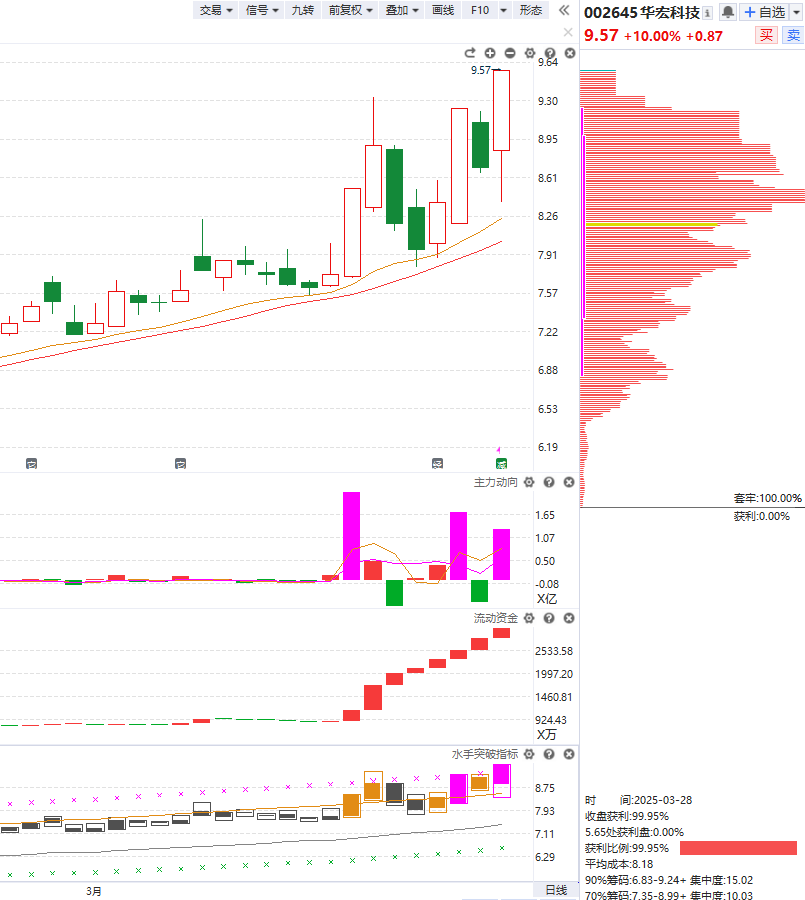 交易 信号 九转 前复权 叠加 画线 F10 形态
002645 华宏科技 自选
9.57 +10.00% +0.87 买 卖
9.57
9.64
9.30
8.95
8.61
8.26
7.91
7.57
7.22
6.88
6.53
6.19
减
套牢:100.00%
获利:0.00%
主力动向
1.65
1.07
0.50
-0.08
X亿
流动资金
2533.58
1997.20
1460.81
924.43
X万
水手突破指标
8.75
7.93
7.11
6.29
3月
日线
时 间:2025-03-28
收盘获利:99.95%
5.65处获利盘:0.00%
获利比例:99.95%
平均成本:8.18
90%筹码:6.83-9.24+ 集中度:15.02
70%筹码:7.35-8.99+ 集中度:10.03